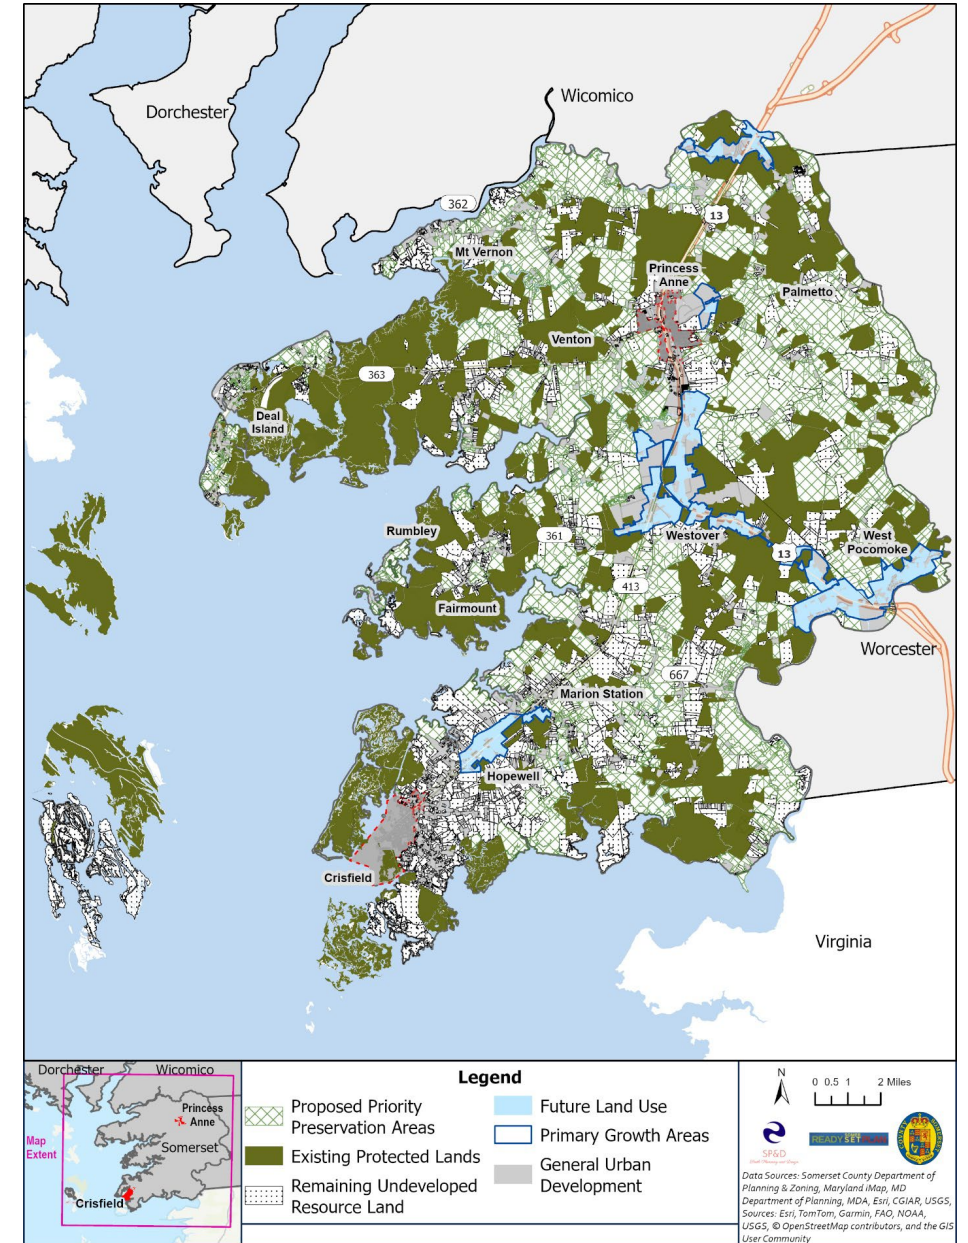 Wicomico
Dorchester
362
13
Mt Vernon
Princess
Anne
Palmetto
Venton
363
Deal
Island
Rumbley
361
Westover
West
Pocomoke
13
413
Fairmount
Worcester
667
Marion Station
Hopewell
Crisfield
Virginia
Dorchester
Wicomico
Princess
Anne
Map
Extent
Somerset
Crisfield
Legend
Proposed Priority
Preservation Areas
Existing Protected Lands
Remaining Undeveloped
Resource Land
Future Land Use
Primary Growth Areas
General Urban
Development
N
0 0.5 1 2 Miles
SP&D
READY SET
Data Sources: Somerset County Department of
Planning & Zoning, Maryland iMap, MD
Department of Planning, MDA, Esri, CGIAR, USGS,
Sources: Esri, TomTom, Garmin, FAO, NOAA,
USGS, © OpenStreetMap contributors, and the GIS
User Community